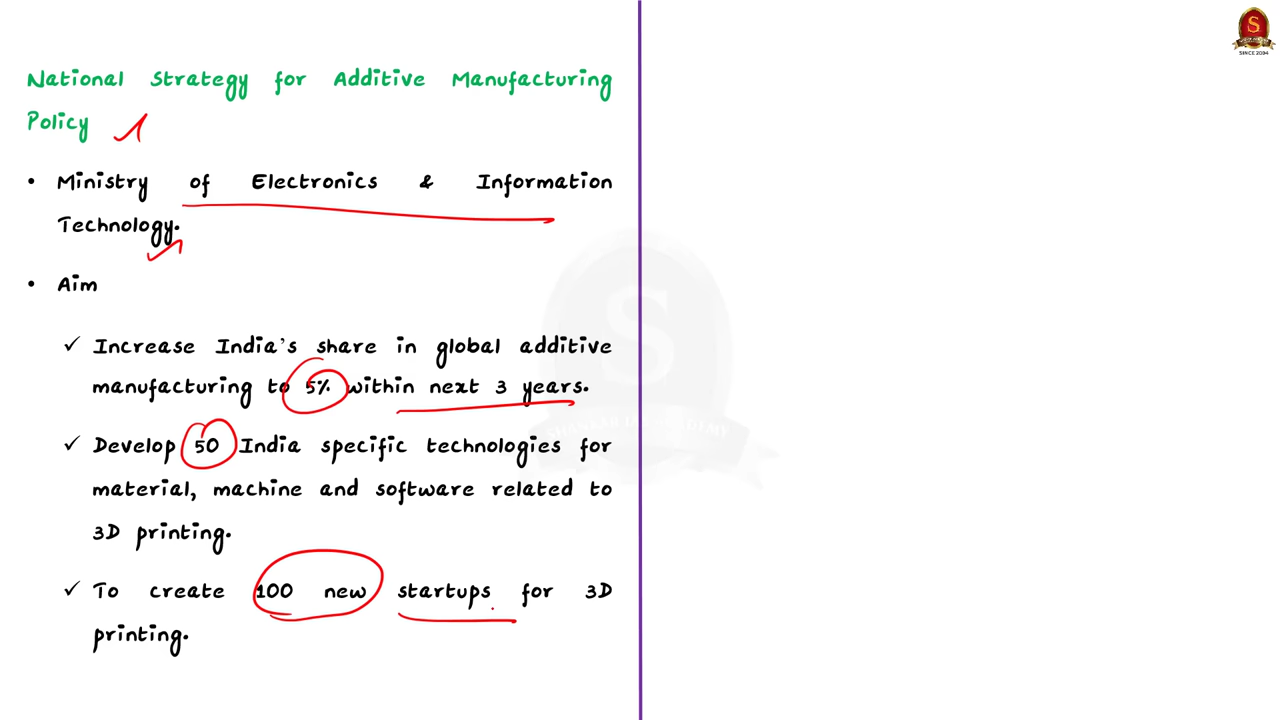 National Strategy for Additive Manufacturing
Policy
• Ministry of Electronics & Information
Technology.
• Aim
✓ Increase India's share in global additive
manufacturing to 5% within next 3 years.
✓ Develop 50 India specific technologies for
material, machine and software related to
3D printing.
✓ To create 100 new startups for 3D
printing.
S
SINCE 2004
S